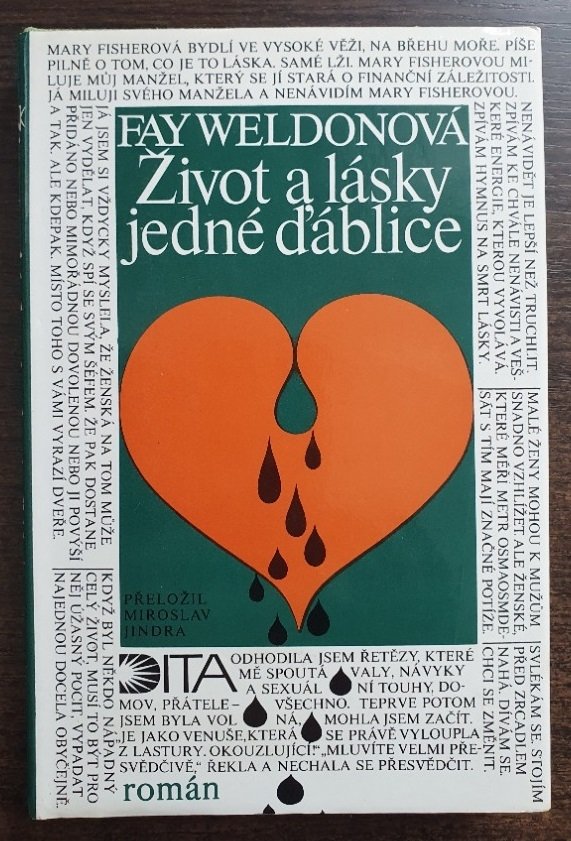 MARY FISHEROVÁ BYDLÍ VE VYSOKÉ VĚŽI, NA BŘEHU MOŘE. PÍŠE
PILNĚ O TOM, CO JE TO LÁSKA. SAMÉ LŽI. MARY FISHEROVOU MI-
LUJE MŮJ MANŽEL, KTERÝ SE JÍ STARÁ O FINANČNÍ ZÁLEŽITOSTI.
JÁ MILUJI SVÉHO MANŽELA A NENÁVIDÍM MARY FISHEROVOU.
NENÁVIDĚT JE LEPŠÍ NEŽ TRUCHLIT.
ZPÍVÁM KE CHVÁLE NENÁVISTI A VEŠ-
KERÉ ENERGIE, KTEROU VYVOLÁVÁ.
ZPÍVÁM HYMNUS NA SMRT LÁSKY.
MALÉ ŽENY MOHOU K MUŽŮM
SNADNO VZHLÍŽET. ALE ŽENSKÉ,
KTERÉ MĚŘÍ METR OSMAOSMDE-
SÁT S TÍM MAJÍ ZNAČNÉ POTÍŽE.
SVLÉKÁM SE. STOJÍM
PŘED ZRCADLEM
NAHÁ. DÍVÁM SE.
CHCI SE ZMĚNIT.
JÁ JSEM SI VŽDYCKY MYSLELA, ŽE ŽENSKÁ NA TOM MŮŽE
JEN VYDĚLAT, KDYŽ SPÍ SE SVÝM ŠÉFEM. ŽE PAK DOSTANE
PŘIDÁNO NEBO MIMOŘÁDNOU DOVOLENOU NEBO JI POVÝŠÍ
A TAK. ALE KDEPAK. MÍSTO TOHO S VÁMI VYRAZÍ DVEŘE.
KDYŽ BYL NĚKDO NÁPADNÝ
CELÝ ŽIVOT, MUSÍ TO BÝT PRO
NĚJ ÚŽASNÝ POCIT, VYPADAT
NAJEDNOU DOCELA OBYČEJNĚ.
FAY WELDONOVÁ
Život a lásky
jedné ďáblice
PŘELOŽIL
MIROSLAV
JINDRA
DITA
ODHODILA JSEM ŘETĚZY, KTERÉ
MĚ SPOUTÁVALY, NÁVYKY
A SEXUÁLNÍ TOUHY, DO-
MOV, PŘÁTELE – VŠECHNO. TEPRVE POTOM
JSEM BYLA VOLNÁ, MOHLA JSEM ZAČÍT.
„JE JAKO VENUŠE, KTERÁ SE PRÁVĚ VYLOUPLA
Z LASTURY. OKOUZLUJÍCÍ!“ „MLUVÍTE VELMI PŘE-
SVĚDČIVĚ,“ ŘEKLA A NECHALA SE PŘESVĚDČIT.
román